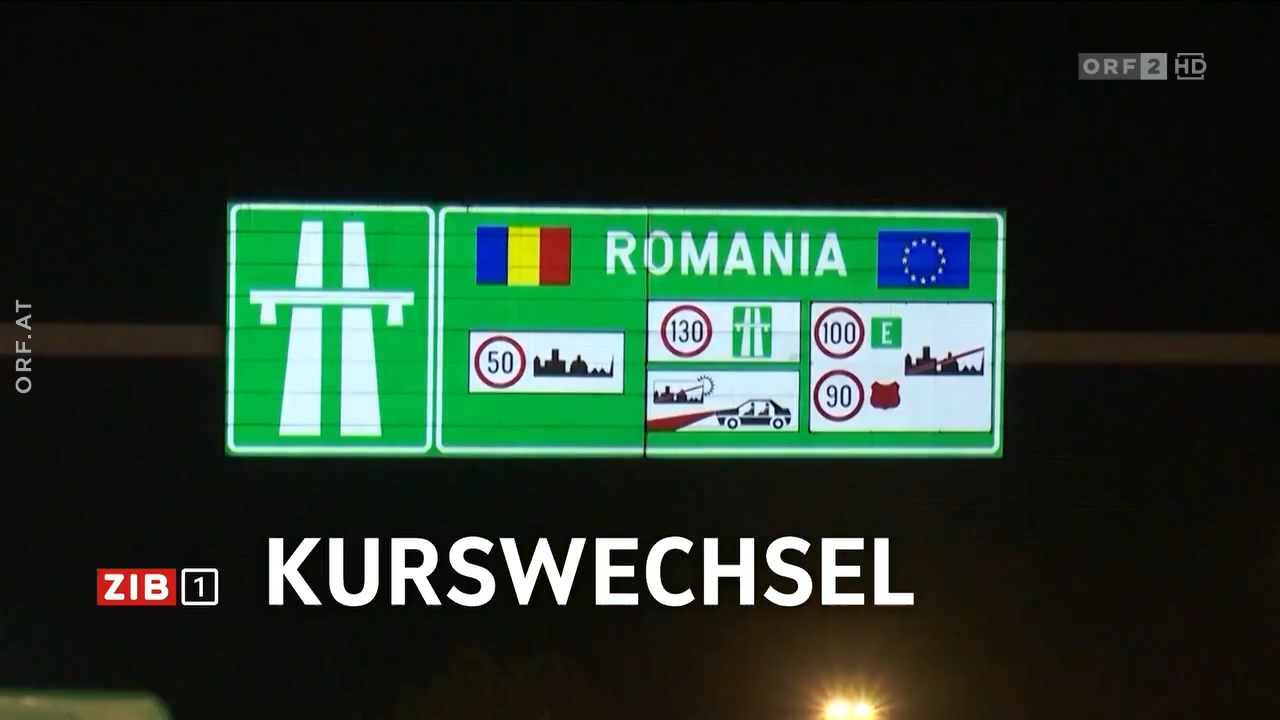 ORF 2 HD
ORF.AT
ROMANIA
130
100
E
50
90
ZIB 1
KURSWECHSEL